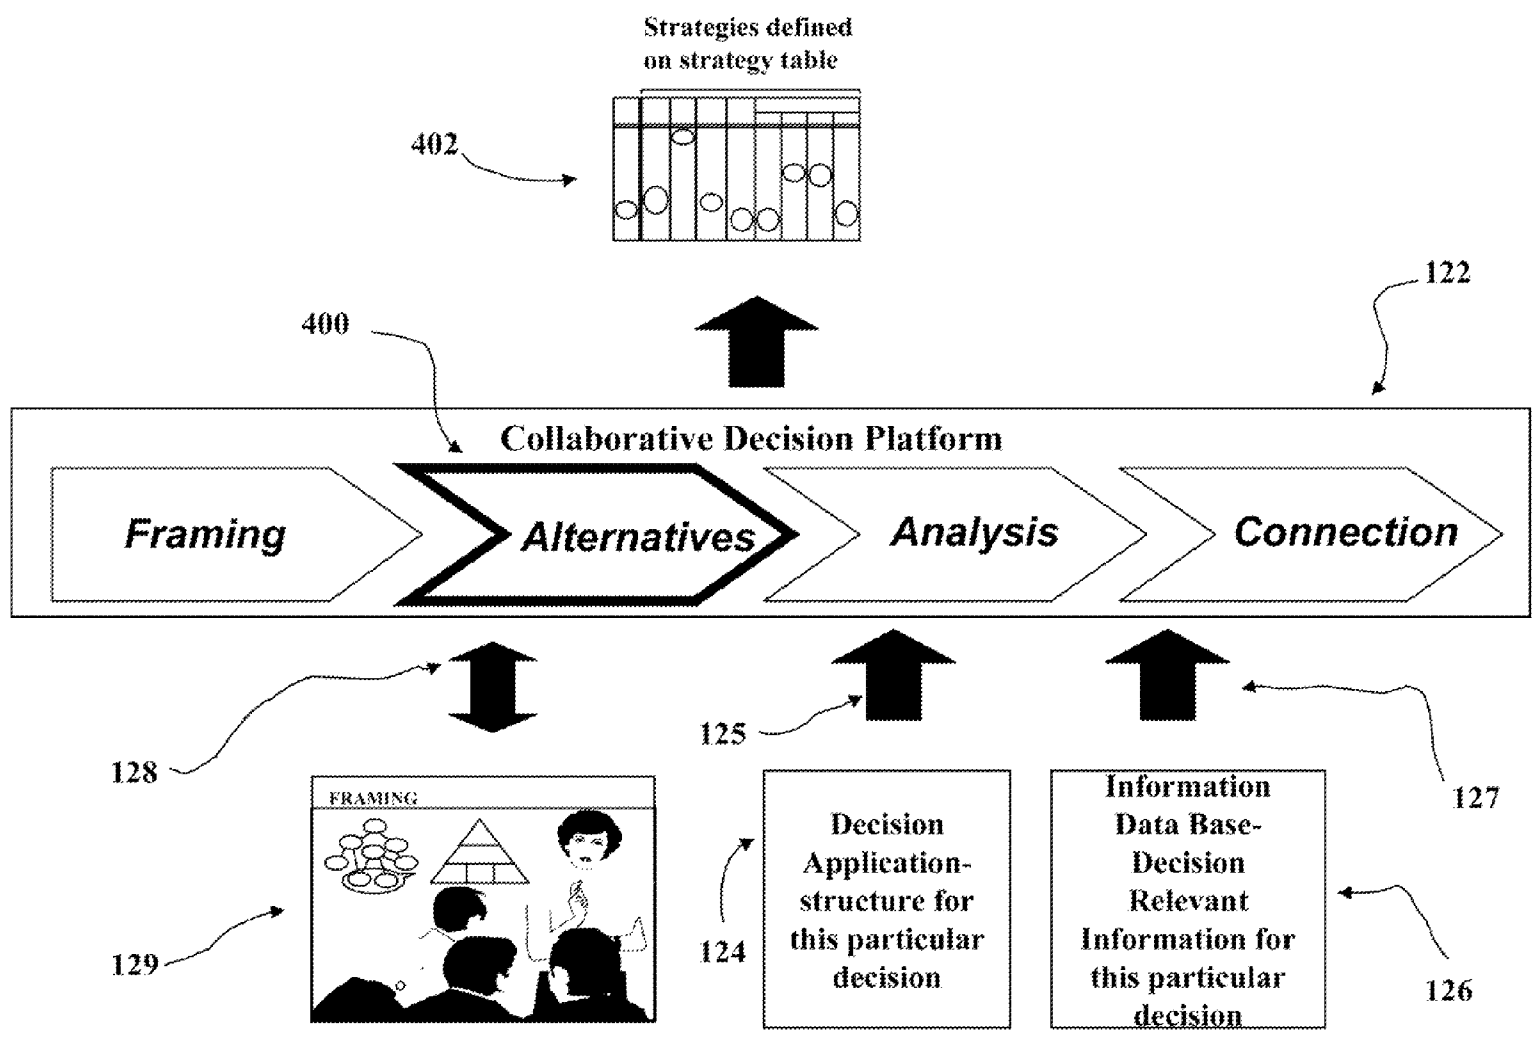 Strategies defined
on strategy table
402
122
400
Collaborative Decision Platform
Framing
Alternatives
Analysis
Connection
128
125
127
FRAMING
129
124
Decision
Application-
structure for
this particular
decision
Information
Data Base-
Decision
Relevant
Information for
this particular
decision
126